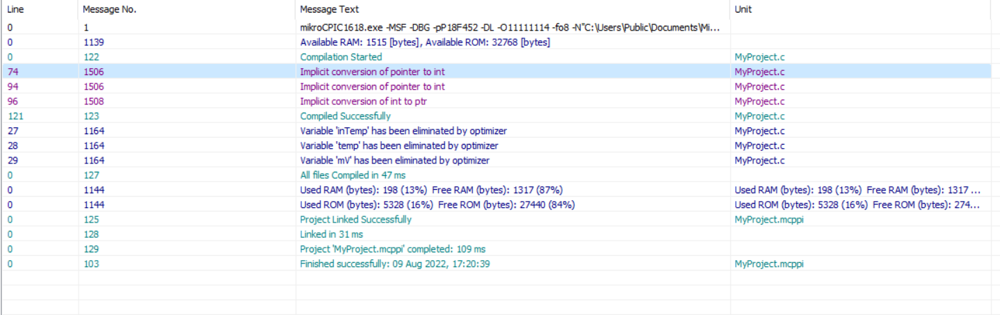 Line Message No. Message Text Unit
0 1 mikroCPIC1618.exe -MSF -DBG -pP18F452 -DL -O11111114 -fo8 -N"C:\Users\Public\Documents\Mi...
0 1139 Available RAM: 1515 [bytes], Available ROM: 32768 [bytes]
0 122 Compilation Started MyProject.c
74 1506 Implicit conversion of pointer to int MyProject.c
94 1506 Implicit conversion of pointer to int MyProject.c
96 1508 Implicit conversion of int to ptr MyProject.c
121 123 Compiled Successfully MyProject.c
27 1164 Variable 'inTemp' has been eliminated by optimizer MyProject.c
28 1164 Variable 'temp' has been eliminated by optimizer MyProject.c
29 1164 Variable 'mV' has been eliminated by optimizer MyProject.c
0 127 All files Compiled in 47 ms
0 1144 Used RAM (bytes): 198 (13%) Free RAM (bytes): 1317 (87%) Used RAM (bytes): 198 (13%) Free RAM (bytes): 1317 ...
0 1144 Used ROM (bytes): 5328 (16%) Free ROM (bytes): 27440 (84%) Used ROM (bytes): 5328 (16%) Free ROM (bytes): 274...
0 125 Project Linked Successfully MyProject.mcppi
0 128 Linked in 31 ms
0 129 Project 'MyProject.mcppi' completed: 109 ms
0 103 Finished successfully: 09 Aug 2022, 17:20:39 MyProject.mcppi